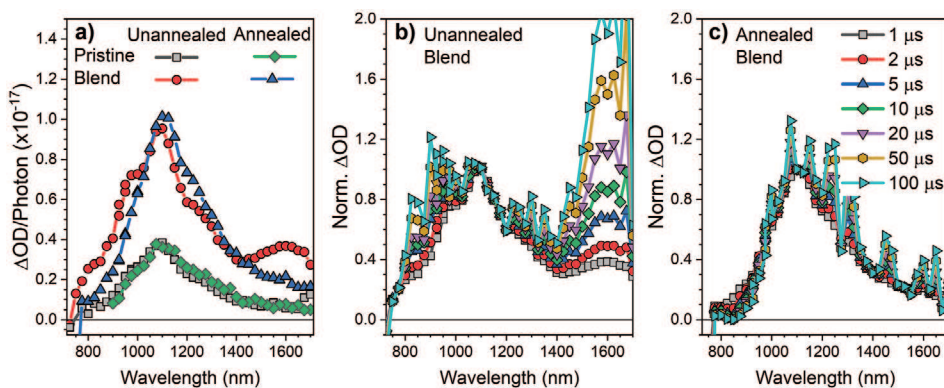 a) Unannealed Annealed
Pristine
Blend
ΔOD/Photon (x10⁻¹⁷)
1.4
1.2
1.0
0.8
0.6
0.4
0.2
0.0
800 1000 1200 1400 1600
Wavelength (nm)
b) Unannealed
Blend
Norm. ΔOD
2.0
1.6
1.2
0.8
0.4
0.0
800 1000 1200 1400 1600
Wavelength (nm)
c) Annealed
Blend
1 µs
2 µs
5 µs
10 µs
20 µs
50 µs
100 µs
Norm. ΔOD
2.0
1.6
1.2
0.8
0.4
0.0
800 1000 1200 1400 1600
Wavelength (nm)